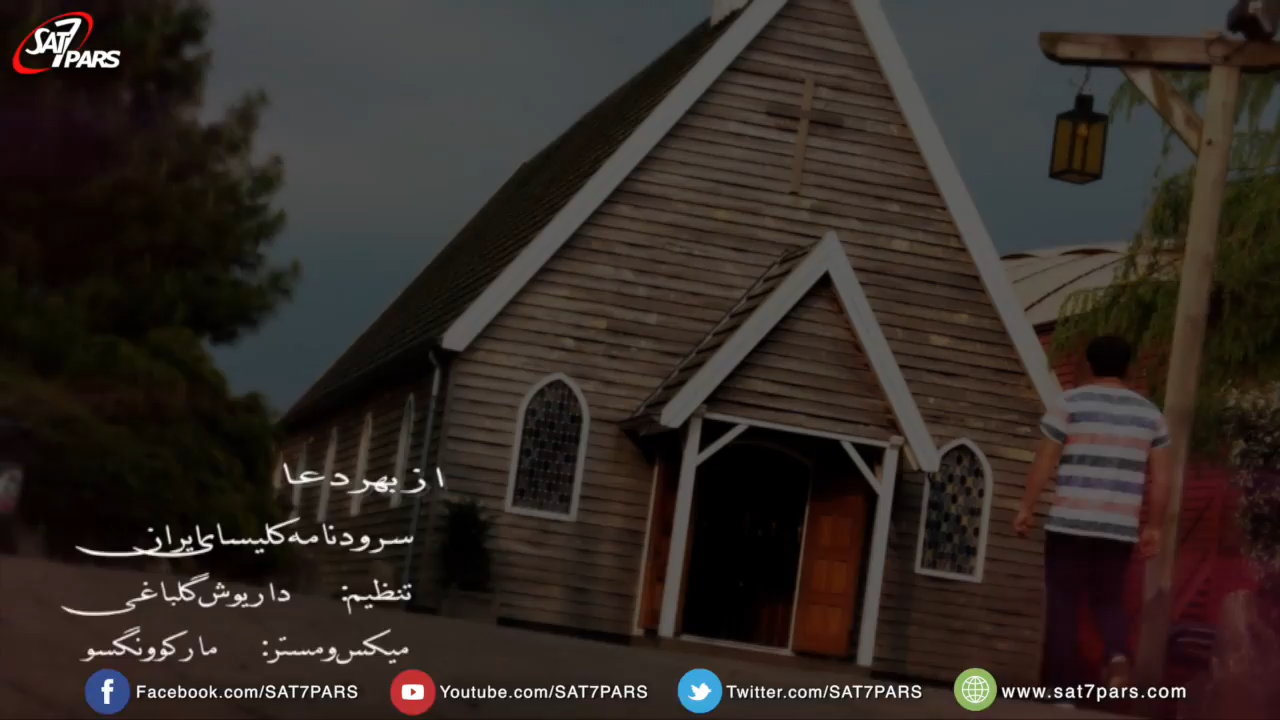 SAT7PARS
از بهر دعا
سرودنامه کلیسای ایران
تنظیم: داریوش گلباغی
میکس و مستر: مارکو ونگسو
Facebook.com/SAT7PARS Youtube.com/SAT7PARS Twitter.com/SAT7PARS www.sat7pars.com